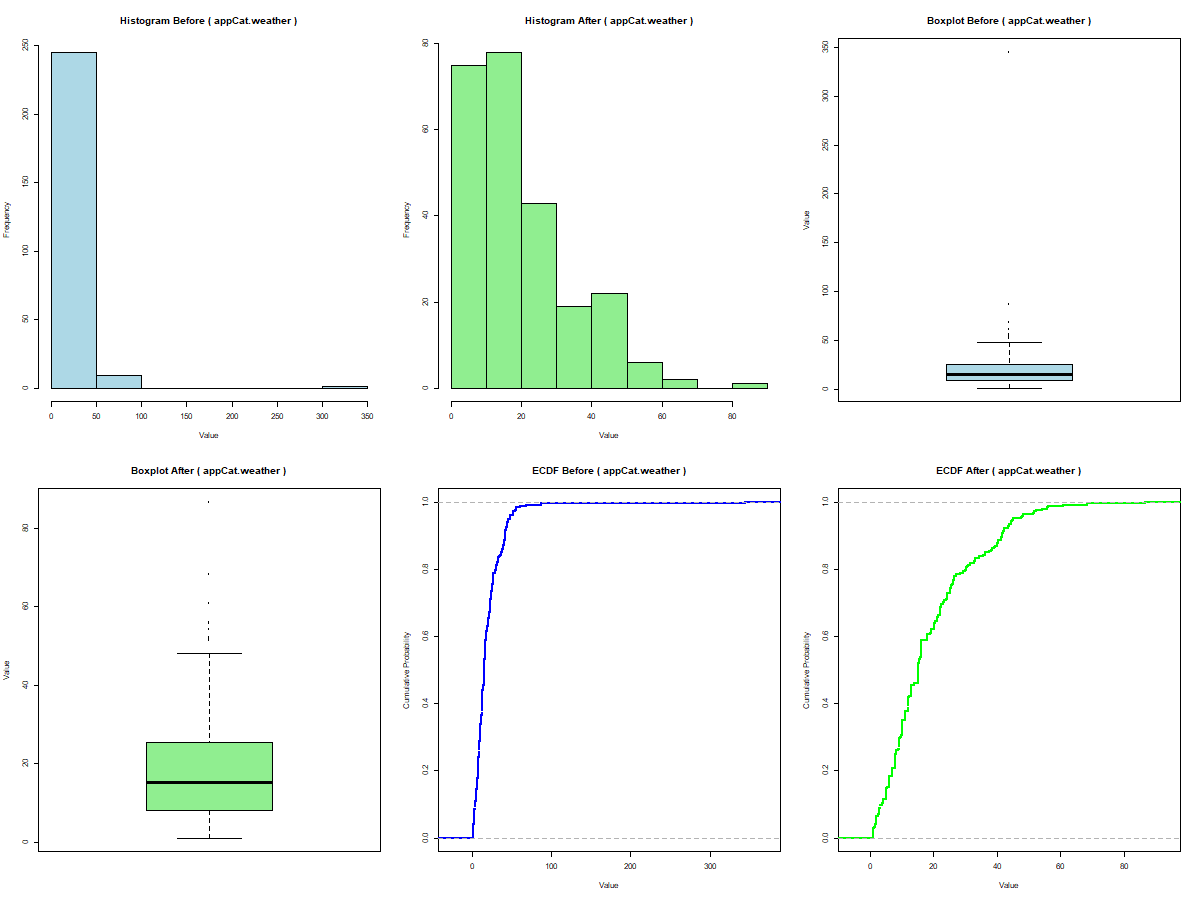 Histogram Before ( appCat.weather )
Frequency
0 50 100 150 200 250
0 50 100 150 200 250 300 350
Value
Histogram After ( appCat.weather )
Frequency
0 20 40 60 80
0 20 40 60 80
Value
Boxplot Before ( appCat.weather )
Value
0 50 100 150 200 250 300 350
Boxplot After ( appCat.weather )
Value
0 20 40 60 80
ECDF Before ( appCat.weather )
Cumulative Probability
0.0 0.2 0.4 0.6 0.8 1.0
0 100 200 300
Value
ECDF After ( appCat.weather )
Cumulative Probability
0.0 0.2 0.4 0.6 0.8 1.0
0 20 40 60 80
Value